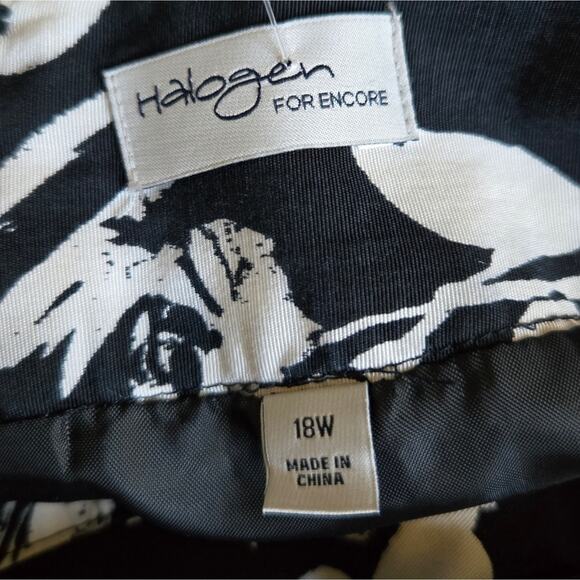 Halogen
FOR ENCORE
18W
MADE IN
CHINA